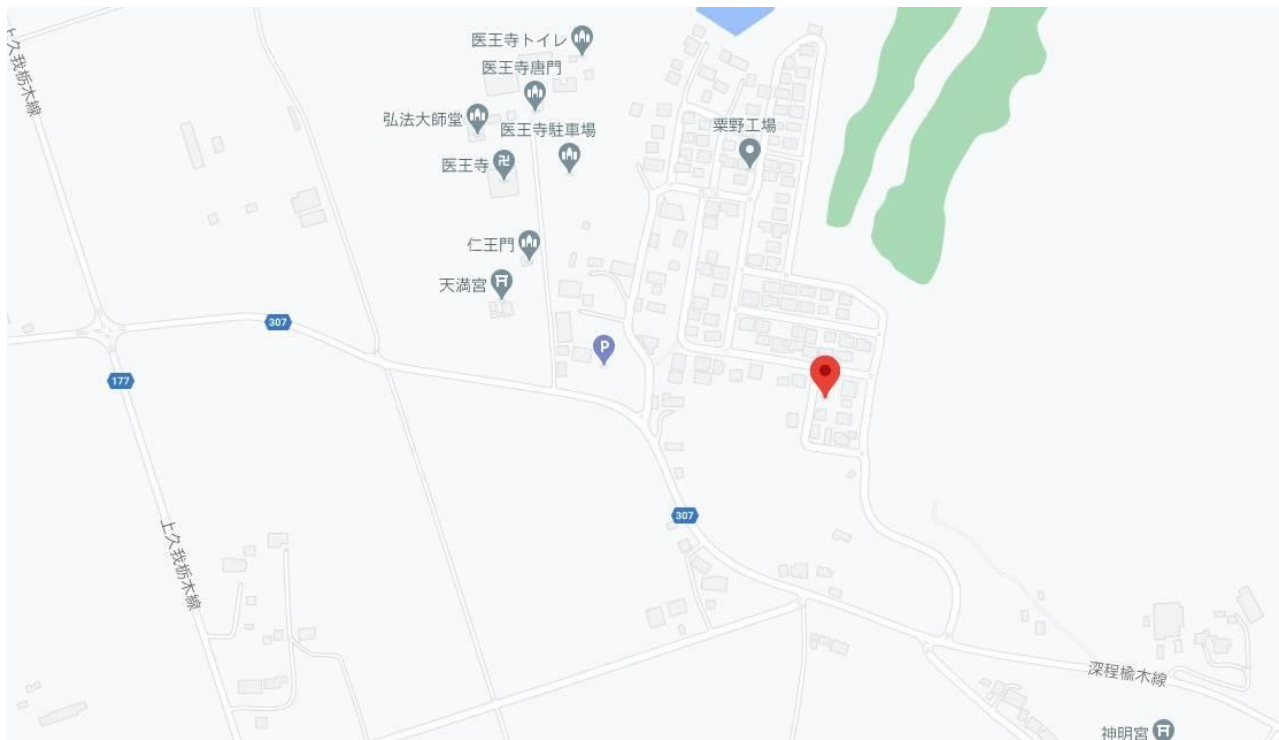 上久我栃木線
医王寺トイレ
医王寺唐門
弘法大師堂
医王寺駐車場
粟野工場
医王寺
卍
仁王門
天満宮
307
P
177
307
上久我栃木線
深程楡木線
神明宮